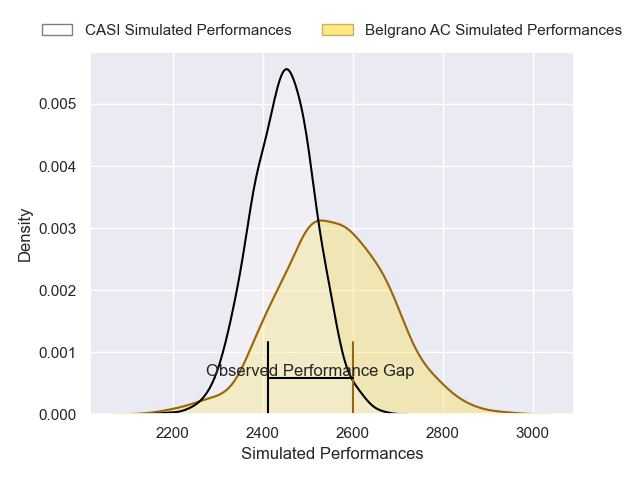 CASI Simulated Performances
Belgrano AC Simulated Performances
Density
0.005
0.004
0.003
0.002
0.001
0.000
Observed Performance Gap
2200
2400
2600
2800
3000
Simulated Performances